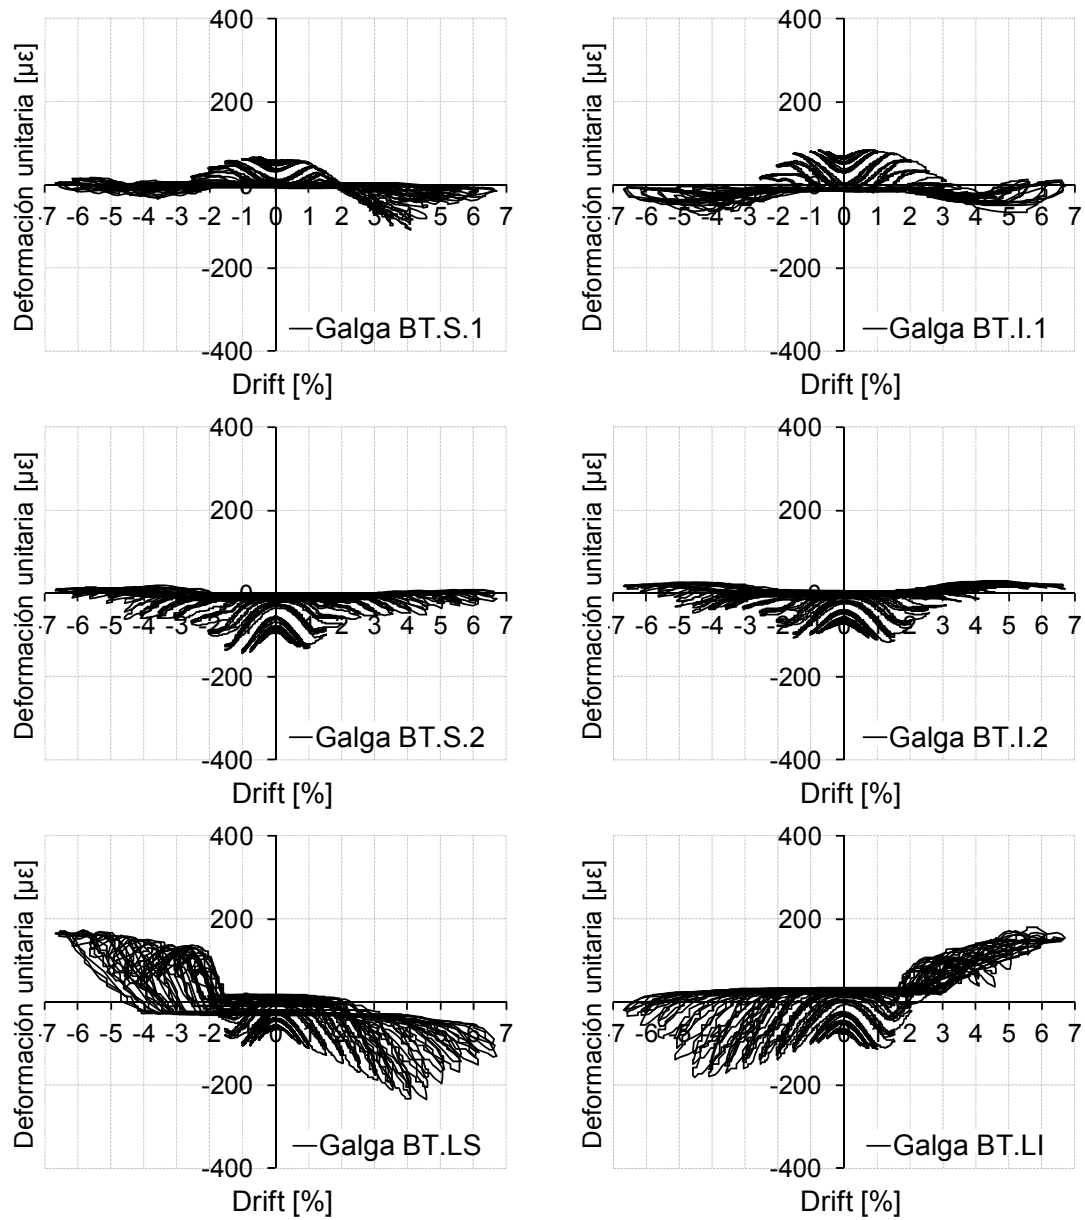 400
200
0
-200
-400
-7 -6 -5 -4 -3 -2 -1 0 1 2 3 4 5 6 7
Deformación unitaria [µε]
Drift [%]
Galga BT.S.1
400
200
0
-200
-400
-7 -6 -5 -4 -3 -2 -1 0 1 2 3 4 5 6 7
Deformación unitaria [µε]
Drift [%]
Galga BT.I.1
400
200
0
-200
-400
-7 -6 -5 -4 -3 -2 -1 0 1 2 3 4 5 6 7
Deformación unitaria [µε]
Drift [%]
Galga BT.S.2
400
200
0
-200
-400
-7 -6 -5 -4 -3 -2 -1 0 1 2 3 4 5 6 7
Deformación unitaria [µε]
Drift [%]
Galga BT.I.2
400
200
0
-200
-400
-7 -6 -5 -4 -3 -2 -1 0 1 2 3 4 5 6 7
Deformación unitaria [µε]
Drift [%]
Galga BT.LS
400
200
0
-200
-400
-7 -6 -5 -4 -3 -2 -1 0 1 2 3 4 5 6 7
Deformación unitaria [µε]
Drift [%]
Galga BT.LI